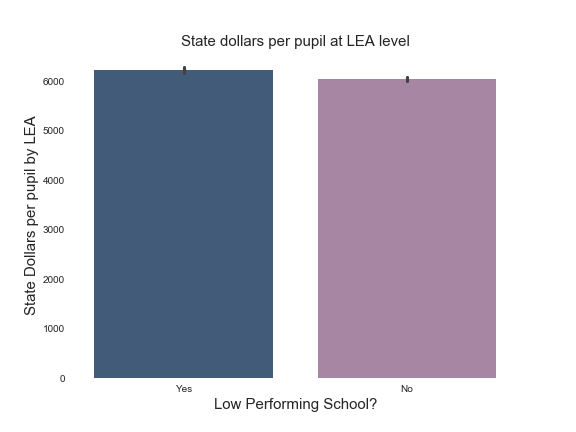 State dollars per pupil at LEA level
State Dollars per pupil by LEA
6000
5000
4000
3000
2000
1000
0
Yes
No
Low Performing School?